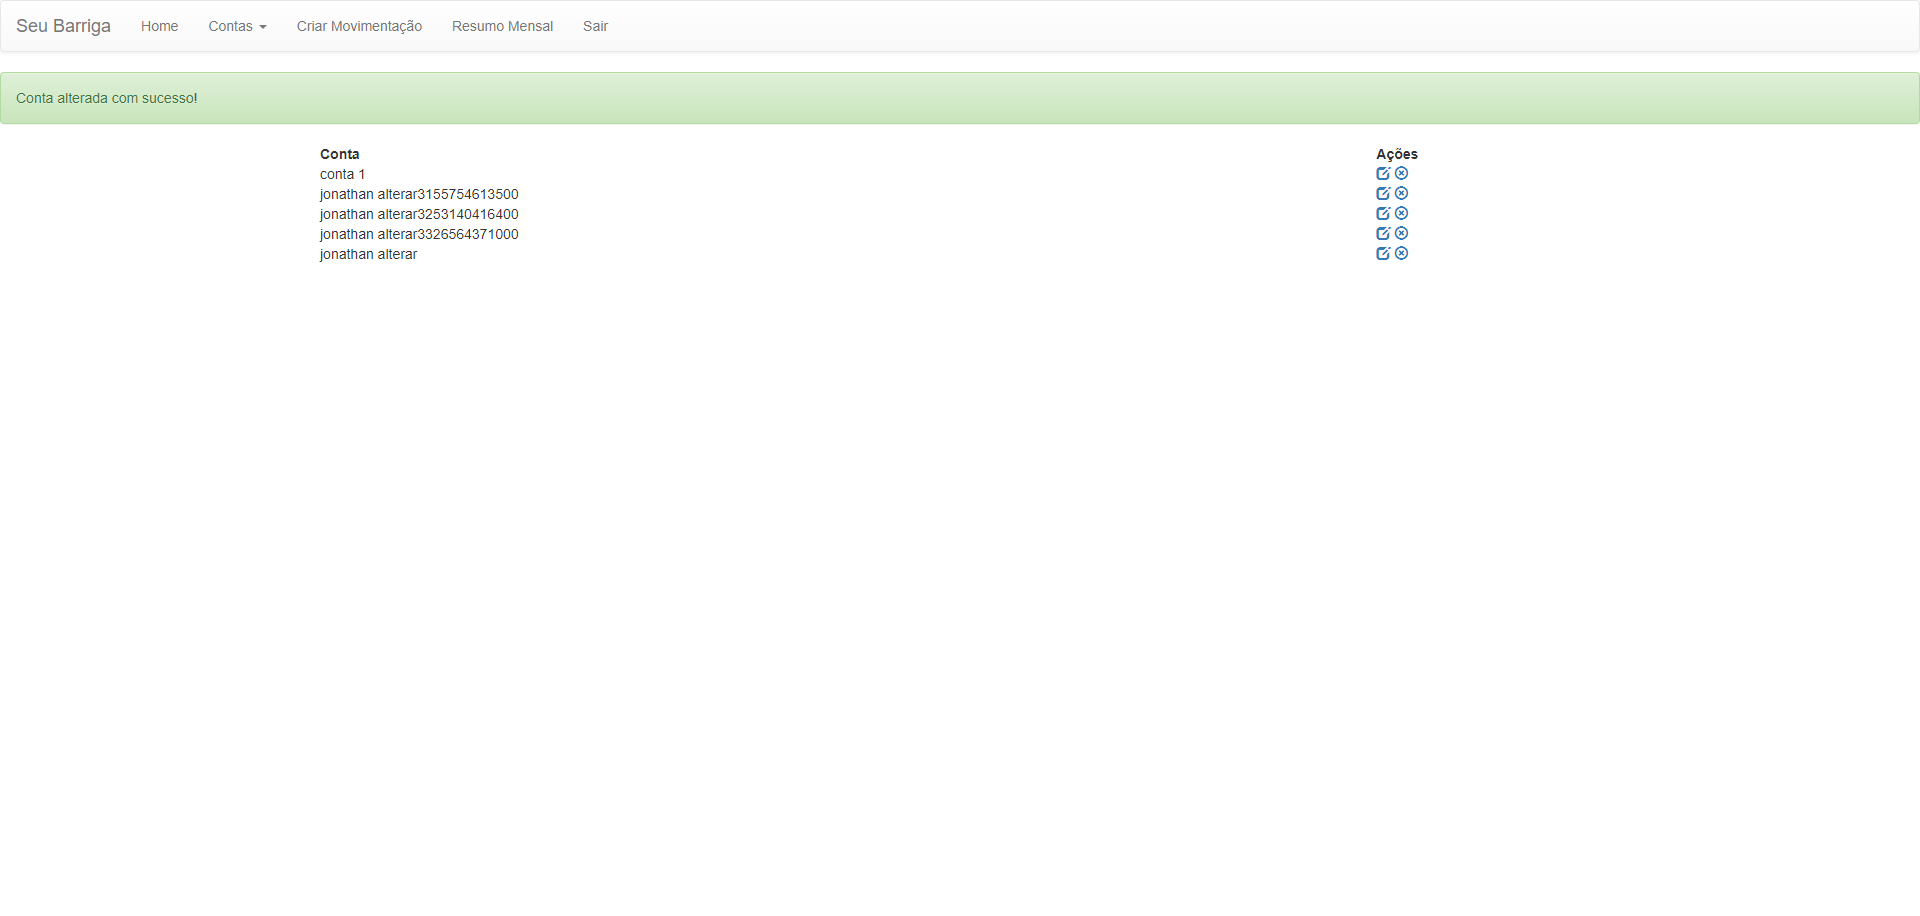 Seu Barriga Home Contas Criar Movimentação Resumo Mensal Sair
Conta alterada com sucesso!
Conta Ações
conta 1
jonathan alterar3155754613500
jonathan alterar3253140416400
jonathan alterar3326564371000
jonathan alterar